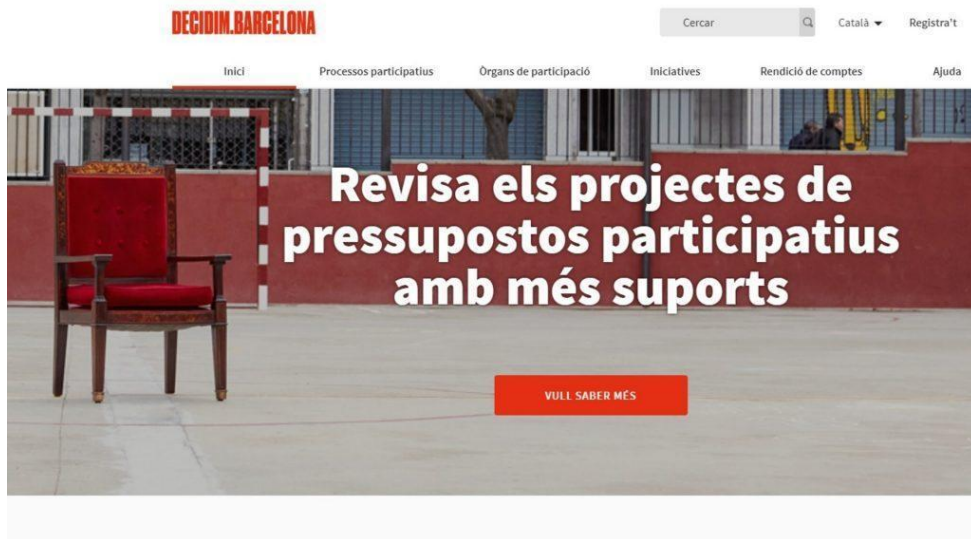 DECIDIM.BARCELONA
Cercar
Català
Registra't
Inici
Processos participatius
Òrgans de participació
Iniciatives
Rendició de comptes
Ajuda
Revisa els projectes de
pressupostos participatius
amb més suports
VULL SABER MÉS